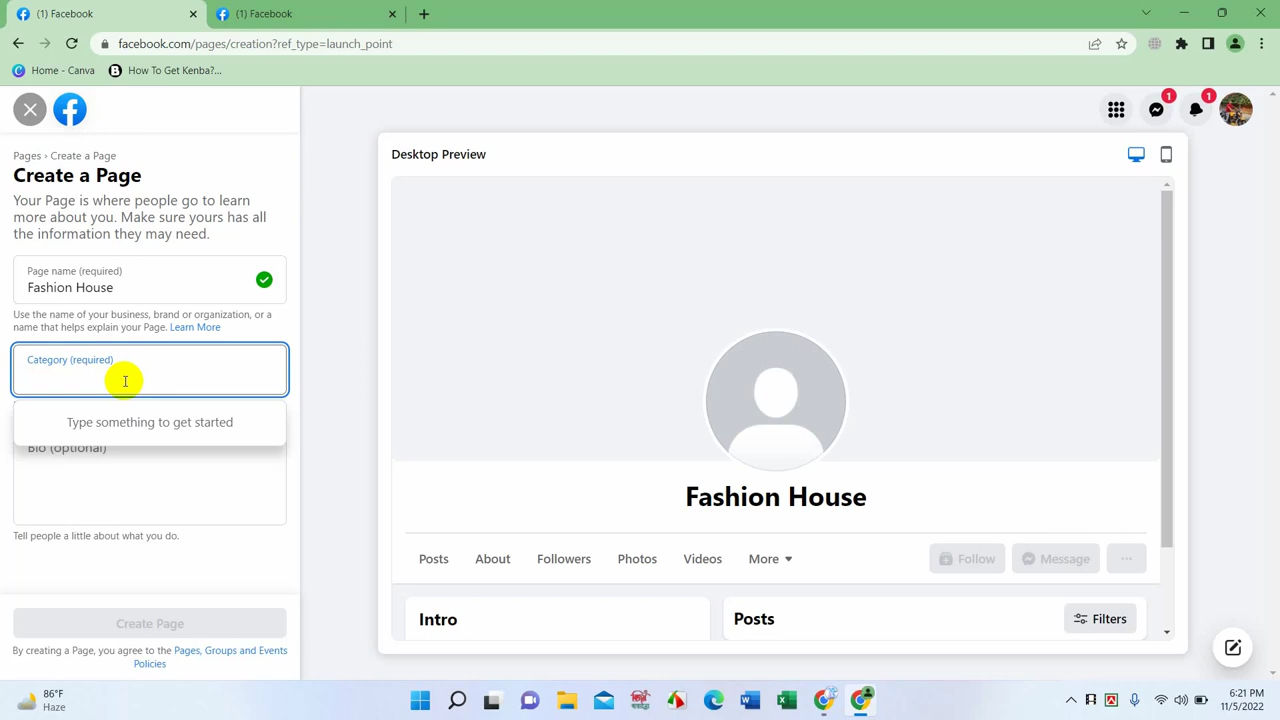 (1) Facebook
(1) Facebook
facebook.com/pages/creation?ref_type=launch_point
Home - Canva
How To Get Kenba?...
Pages › Create a Page
Create a Page
Your Page is where people go to learn
more about you. Make sure yours has all
the information they may need.
Page name (required)
Fashion House
Use the name of your business, brand or organization, or a
name that helps explain your Page. Learn More
Category (required)
Type something to get started
Bio (optional)
Tell people a little about what you do.
Create Page
By creating a Page, you agree to the Pages, Groups and Events
Policies
1
1
Desktop Preview
Fashion House
Posts
About
Followers
Photos
Videos
More
Follow
Message
Intro
Posts
Filters
86°F
Haze
6:21 PM
11/5/2022